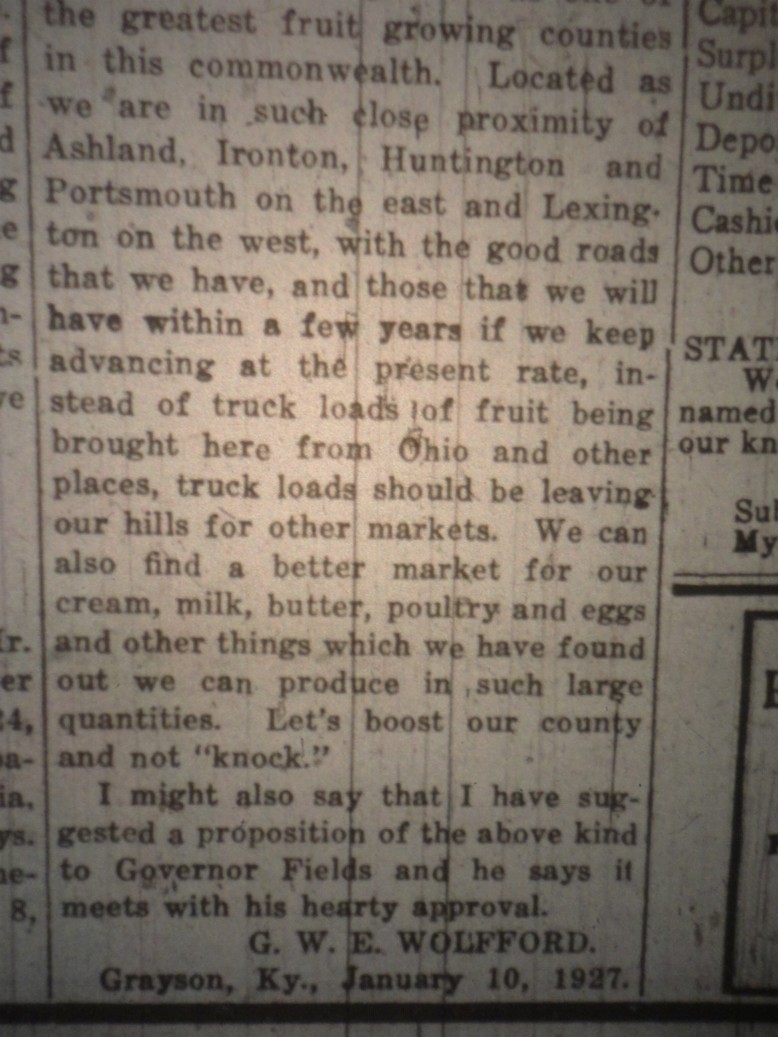 the greatest fruit growing counties
in this commonwealth. Located as
we are in such close proximity of
Ashland, Ironton, Huntington and
Portsmouth on the east and Lexing-
ton on the west, with the good roads
that we have, and those that we will
have within a few years if we keep
advancing at the present rate, in-
stead of truck loads of fruit being
brought here from Ohio and other
places, truck loads should be leaving
our hills for other markets. We can
also find a better market for our
cream, milk, butter, poultry and eggs
and other things which we have found
out we can produce in such large
quantities. Let's boost our county
and not "knock."
I might also say that I have sug-
gested a proposition of the above kind
to Governor Fields and he says it
meets with his hearty approval.
G. W. E. WOLFFORD.
Grayson, Ky., January 10, 1927.
Capi
Surpl
Undi
Depo
Time
Cashi
Other
STAT
W
named
our kn
Su
My